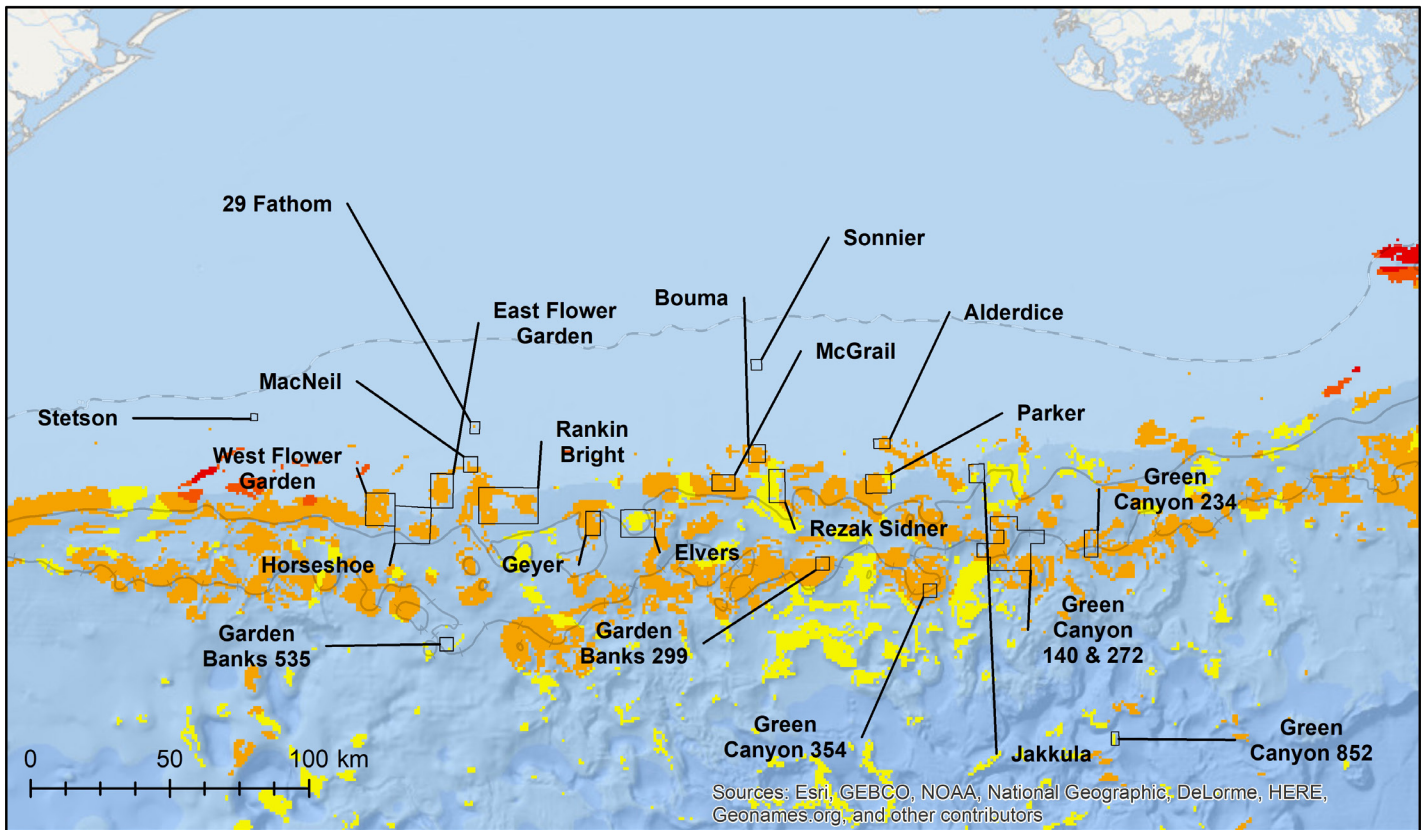 29 Fathom
Sonnier
East Flower
Garden
Bouma
Alderdice
McGrail
MacNeil
Stetson
Parker
Rankin
Bright
West Flower
Garden
Green
Canyon 234
Rezak Sidner
Horseshoe
Geyer
Elvers
Garden
Banks 535
Garden
Banks 299
Green
Canyon
140 & 272
Green
Canyon 354
Jakkula
Green
Canyon 852
0 50 100 km
Sources: Esri, GEBCO, NOAA, National Geographic, DeLorme, HERE,
Geonames.org, and other contributors